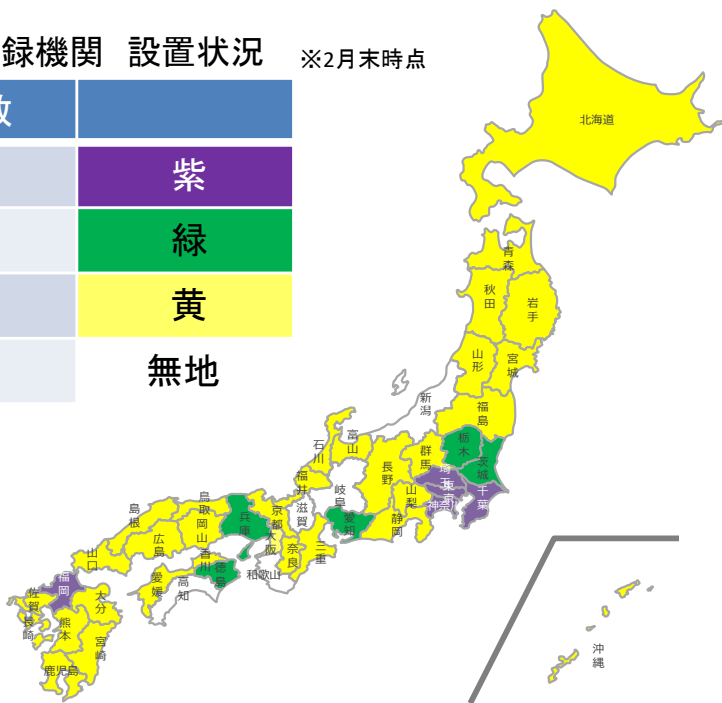 録機関 設置状況 ※2月末時点
数
紫
緑
黄
無地
北海道
青森
秋田
岩手
山形
宮城
新潟
福島
栃木
茨城
群馬
埼玉
東京
千葉
神奈川
山梨
長野
静岡
富山
石川
福井
岐阜
愛知
滋賀
三重
京都
大阪
奈良
和歌山
兵庫
鳥取
岡山
島根
広島
山口
香川
徳島
愛媛
高知
福岡
佐賀
長崎
大分
熊本
宮崎
鹿児島
沖縄